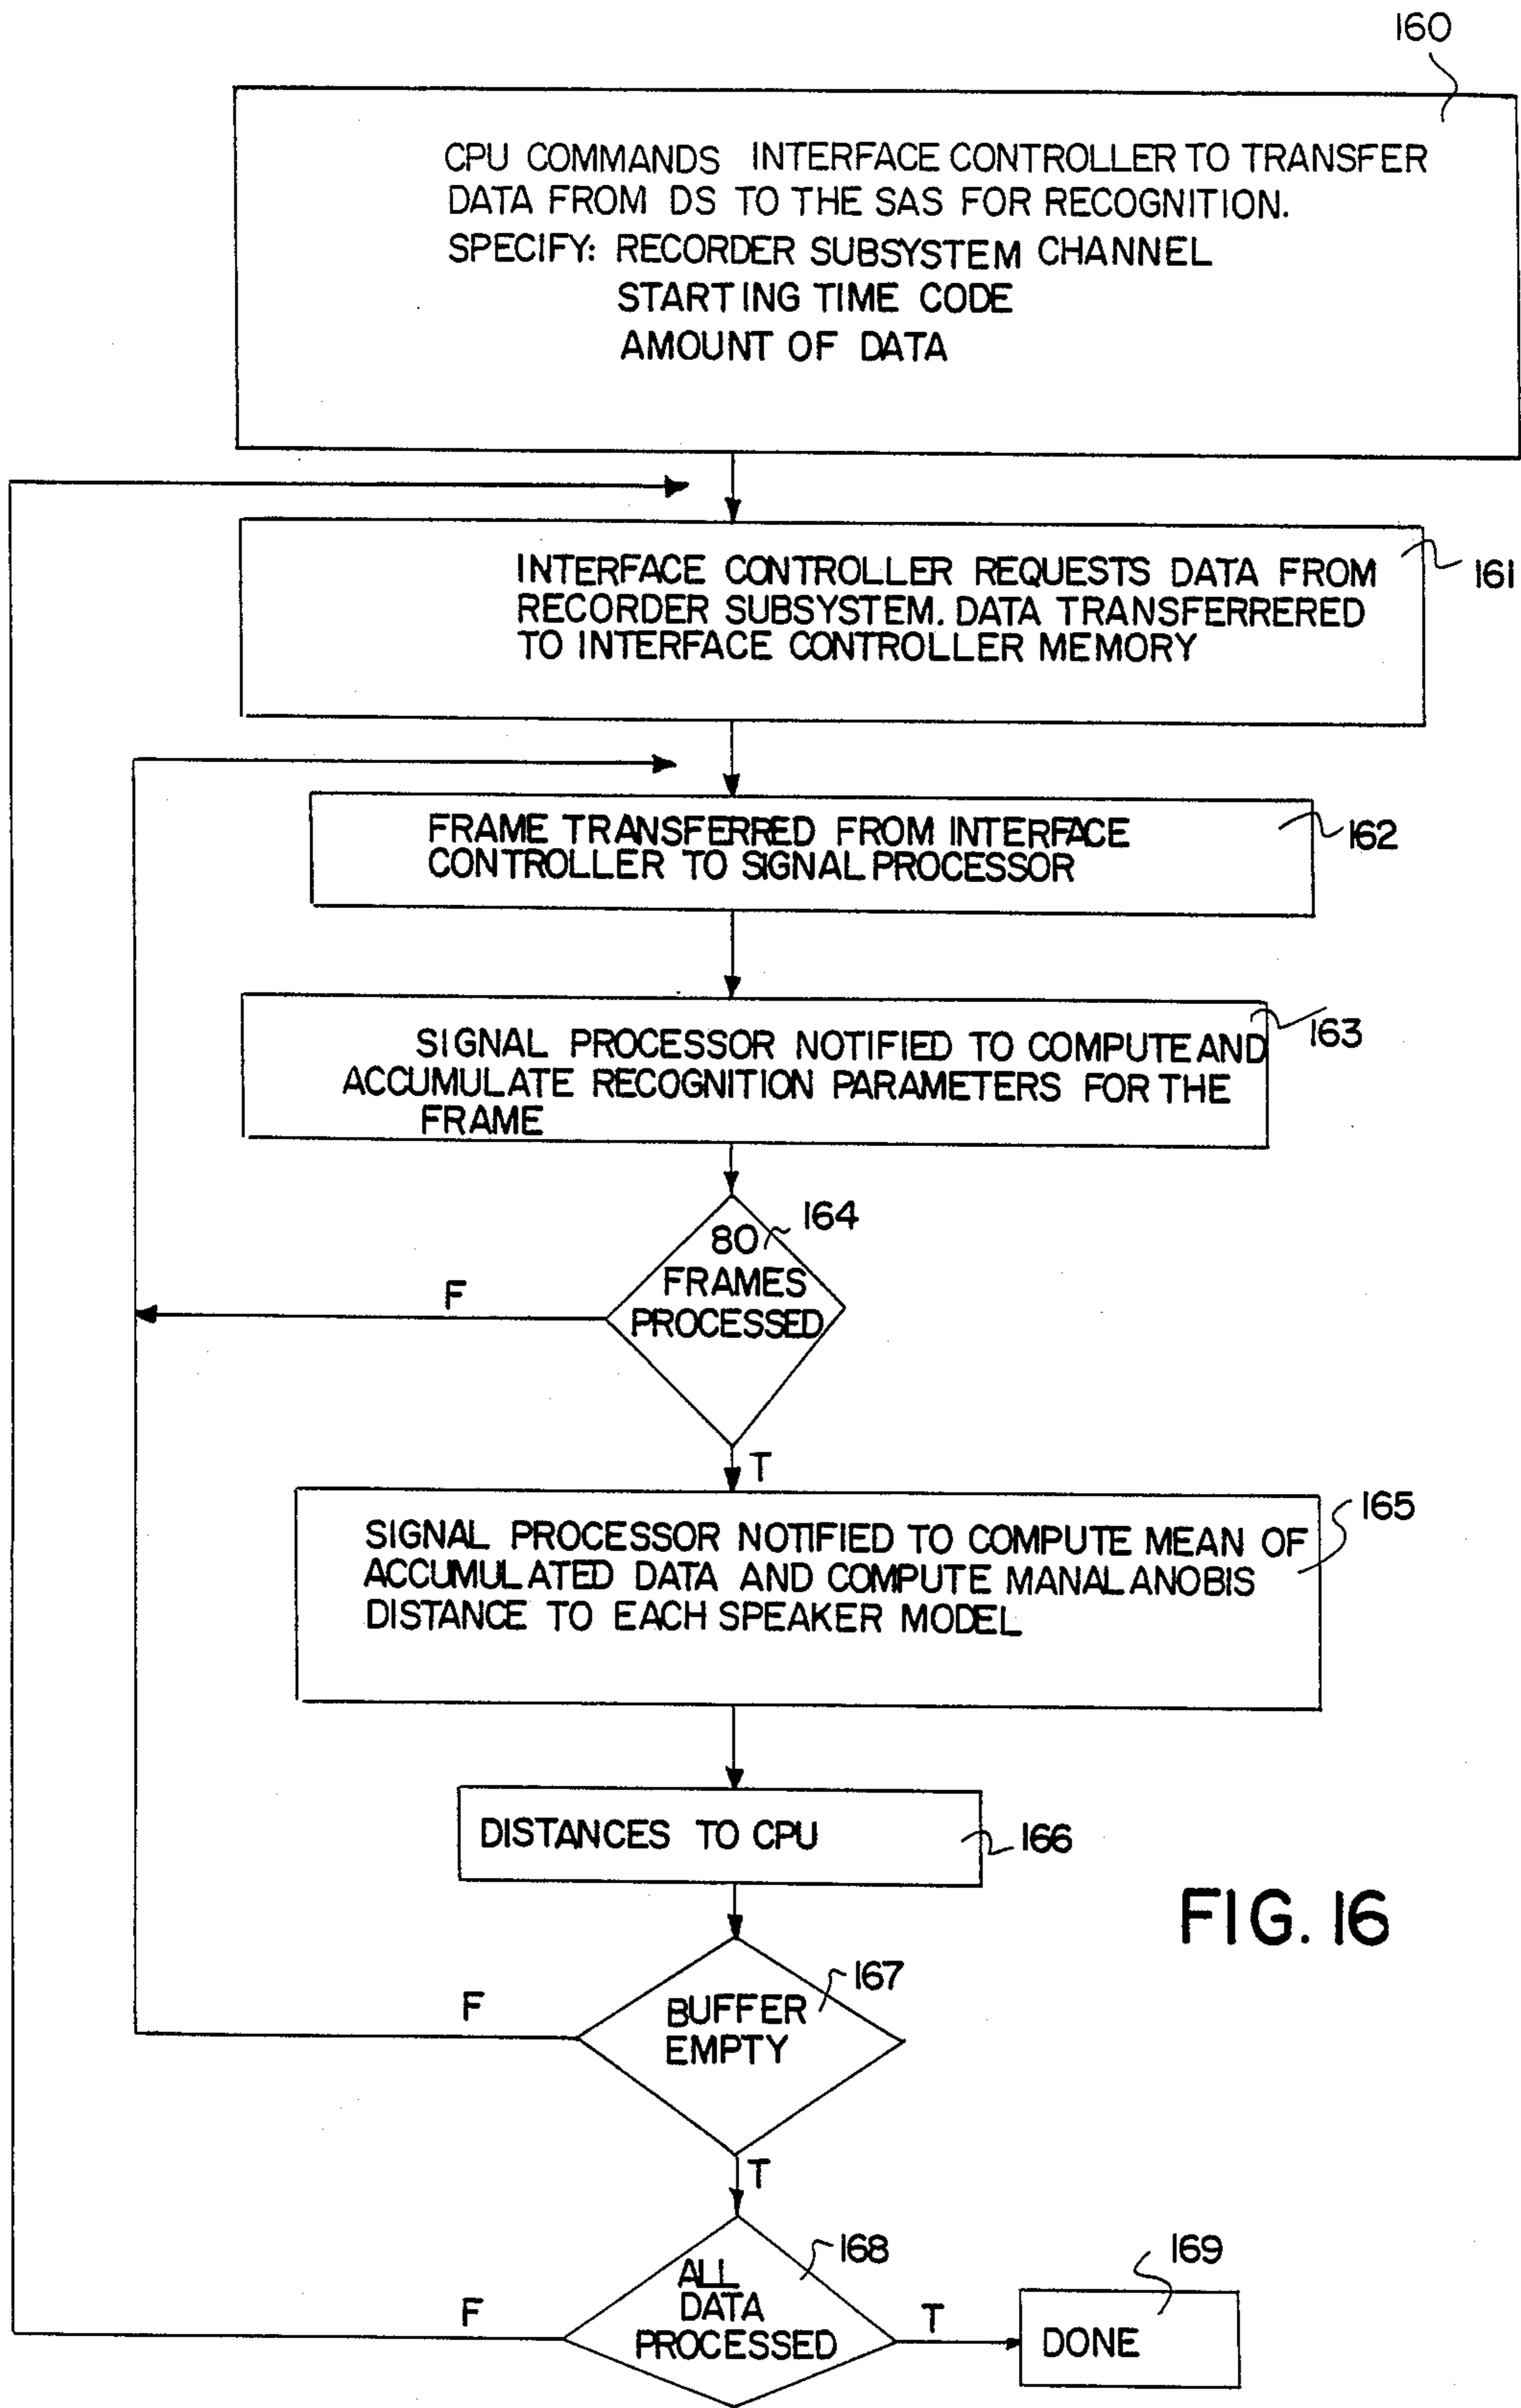 160
CPU COMMANDS INTERFACE CONTROLLER TO TRANSFER
DATA FROM DS TO THE SAS FOR RECOGNITION.
SPECIFY: RECORDER SUBSYSTEM CHANNEL
STARTING TIME CODE
AMOUNT OF DATA
INTERFACE CONTROLLER REQUESTS DATA FROM
RECORDER SUBSYSTEM. DATA TRANSFERRERED
TO INTERFACE CONTROLLER MEMORY
161
FRAME TRANSFERRED FROM INTERFACE
CONTROLLER TO SIGNAL PROCESSOR
162
SIGNAL PROCESSOR NOTIFIED TO COMPUTE AND
ACCUMULATE RECOGNITION PARAMETERS FOR THE
FRAME
163
80
FRAMES
PROCESSED
164
F
T
SIGNAL PROCESSOR NOTIFIED TO COMPUTE MEAN OF
ACCUMULATED DATA AND COMPUTE MANALANOBIS
DISTANCE TO EACH SPEAKER MODEL
165
DISTANCES TO CPU
166
FIG. 16
BUFFER
EMPTY
167
F
T
ALL
DATA
PROCESSED
168
F
T
DONE
169